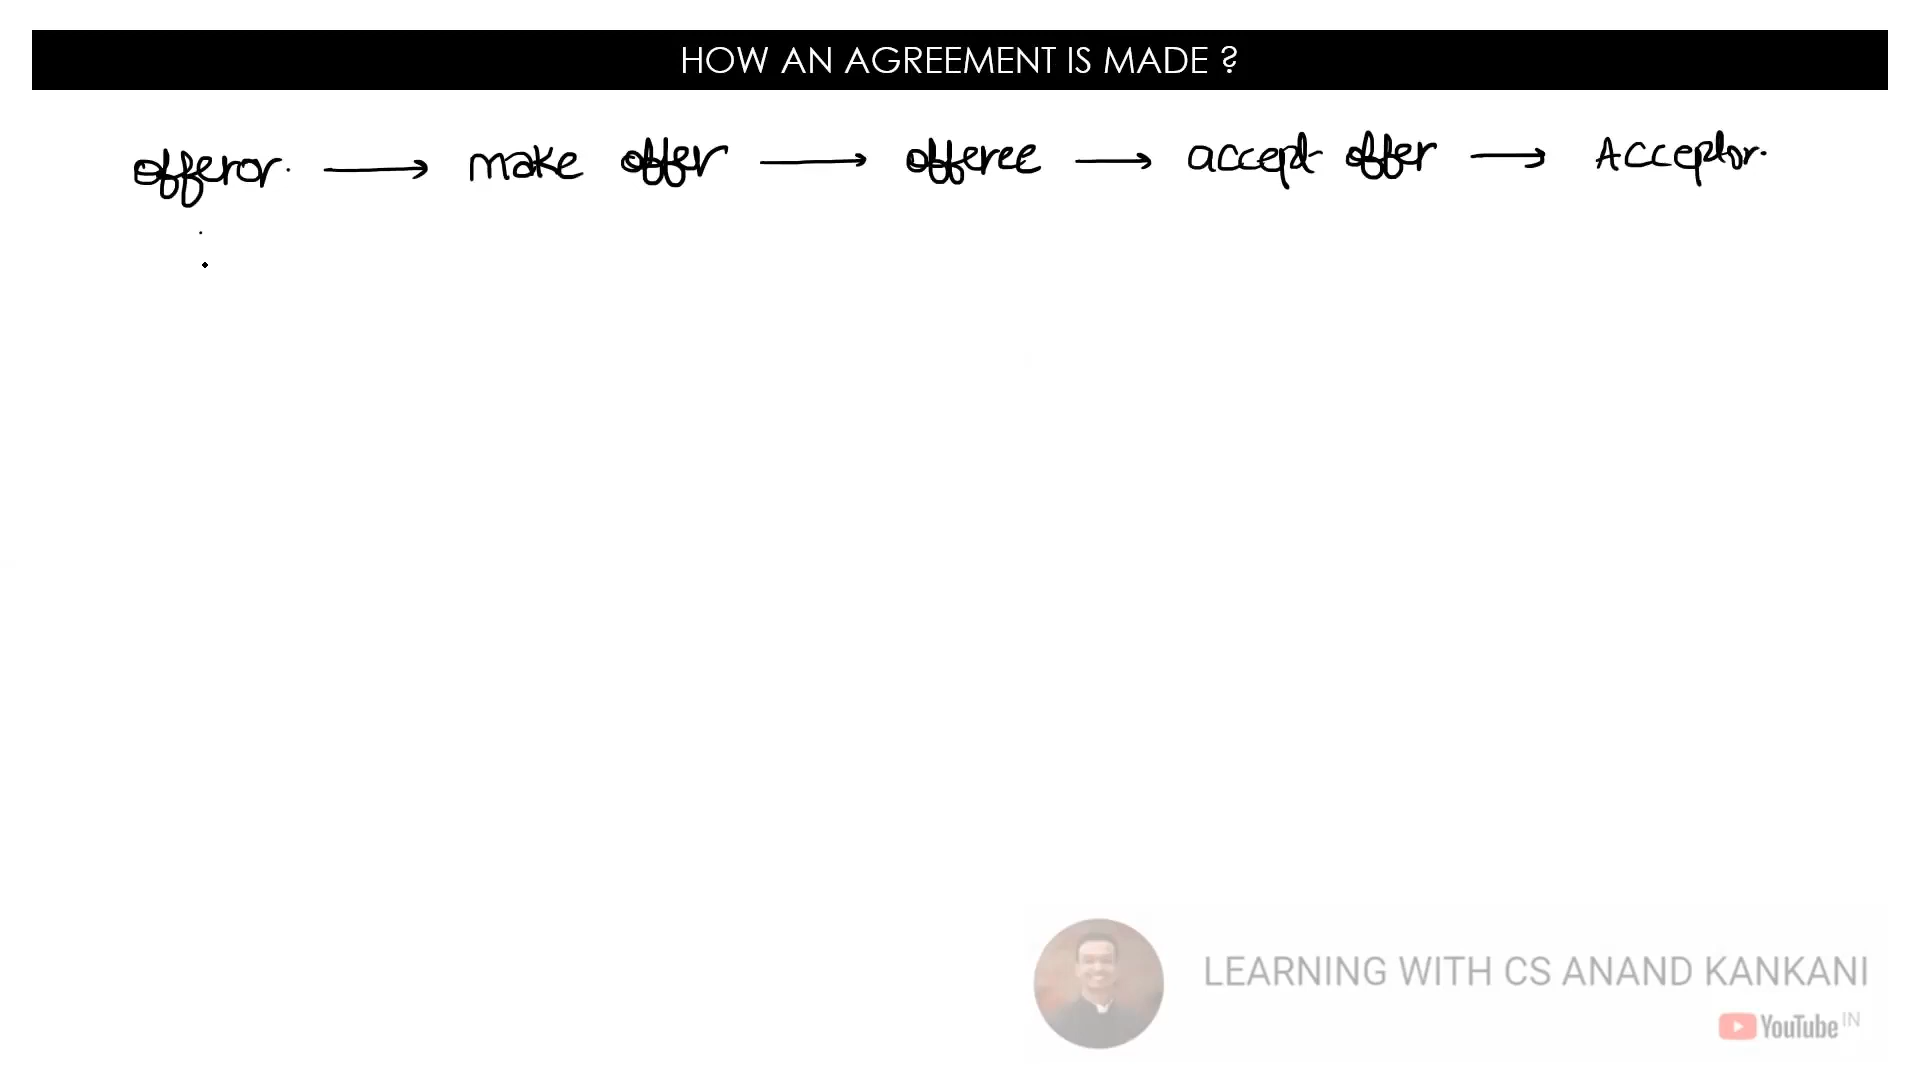 HOW AN AGREEMENT IS MADE ?
offeror. → make offer → offeree → accept offer → Acceptor.
LEARNING WITH CS ANAND KANKANI
YouTube IN